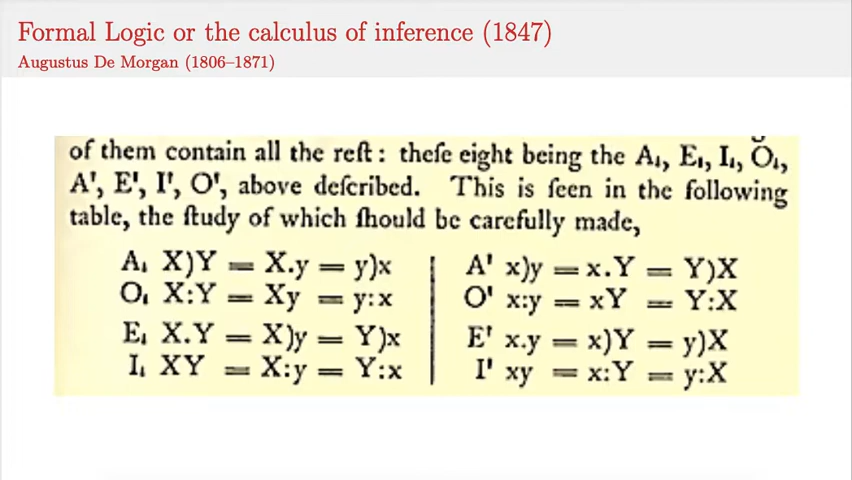 Formal Logic or the calculus of inference (1847)
Augustus De Morgan (1806–1871)
of them contain all the reſt : theſe eight being the A₁, E₁, I₁, O₁,
A', E', I', O', above deſcribed. This is ſeen in the following
table, the ſtudy of which ſhould be carefully made,
A₁ X)Y = X.y = y)x | A' x)y = x.Y = Y)X
O₁ X:Y = Xy = y:x | O' x:y = xY = Y:X
E₁ X.Y = X)y = Y)x | E' x.y = x)Y = y)X
I₁ XY = X:y = Y:x | I' xy = x:Y = y:X